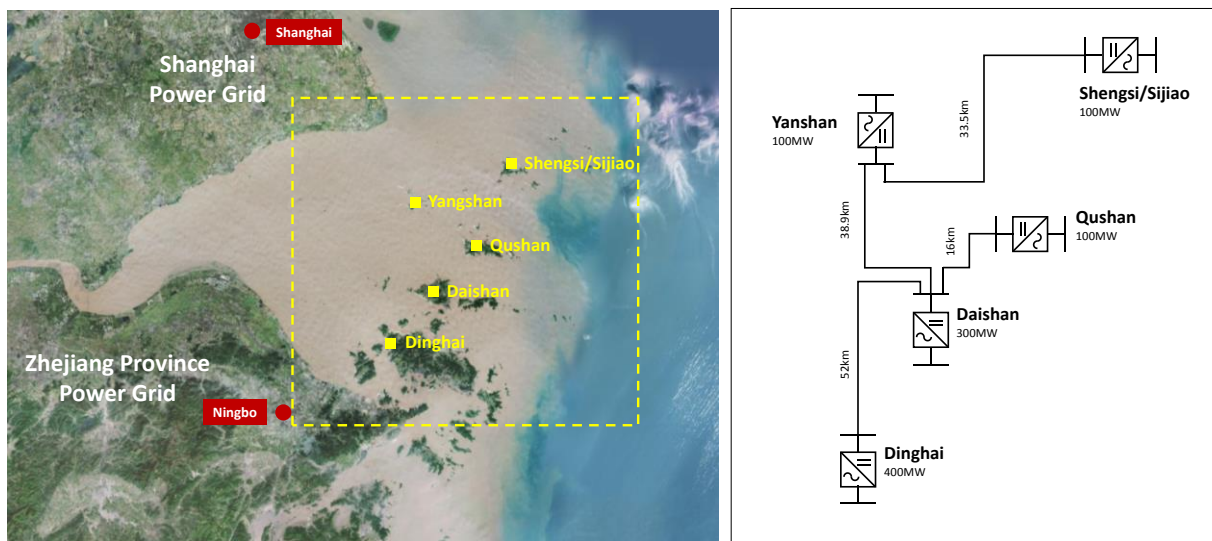 Shanghai
Shanghai
Power Grid
Shengsi/Sijiao
Yangshan
Qushan
Daishan
Dinghai
Zhejiang Province
Power Grid
Ningbo
Shengsi/Sijiao
100MW
33.5km
Yanshan
100MW
38.9km
Qushan
100MW
16km
Daishan
300MW
52km
Dinghai
400MW